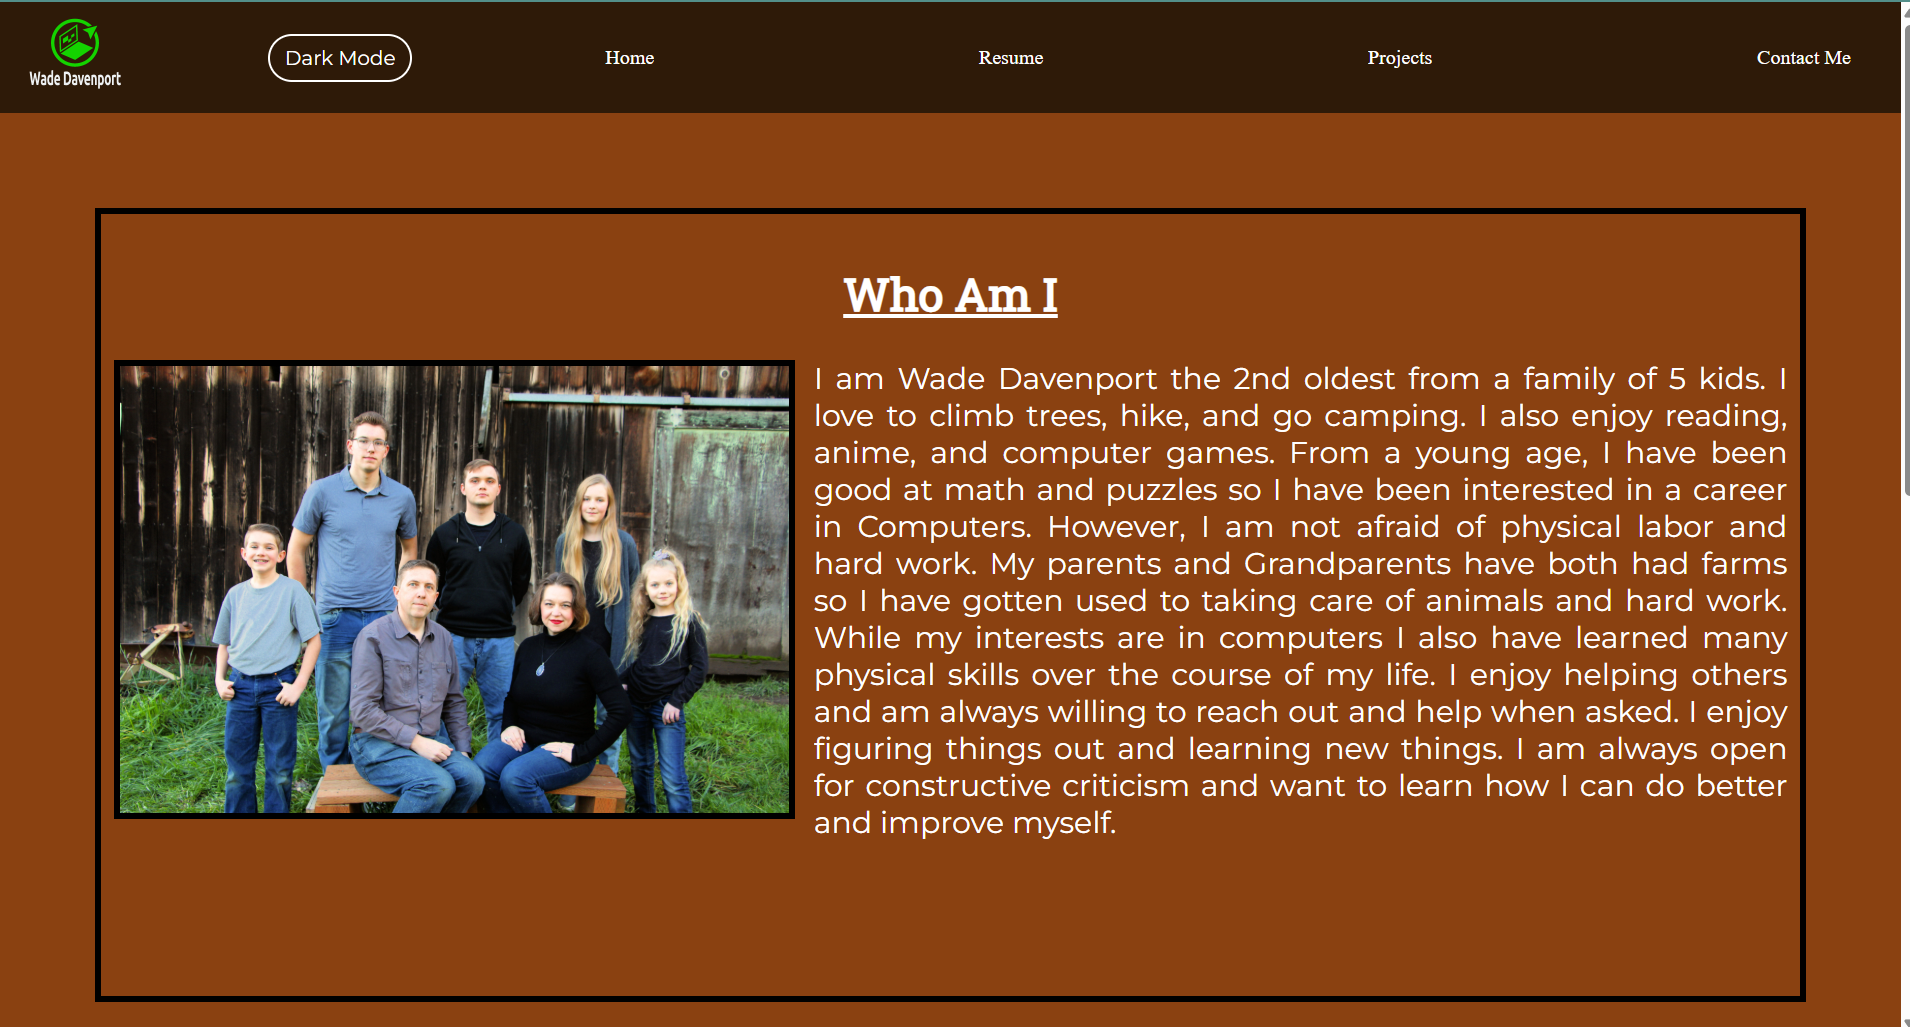 Wade Davenport
Dark Mode
Home
Resume
Projects
Contact Me
Who Am I
I am Wade Davenport the 2nd oldest from a family of 5 kids. I
love to climb trees, hike, and go camping. I also enjoy reading,
anime, and computer games. From a young age, I have been
good at math and puzzles so I have been interested in a career
in Computers. However, I am not afraid of physical labor and
hard work. My parents and Grandparents have both had farms
so I have gotten used to taking care of animals and hard work.
While my interests are in computers I also have learned many
physical skills over the course of my life. I enjoy helping others
and am always willing to reach out and help when asked. I enjoy
figuring things out and learning new things. I am always open
for constructive criticism and want to learn how I can do better
and improve myself.